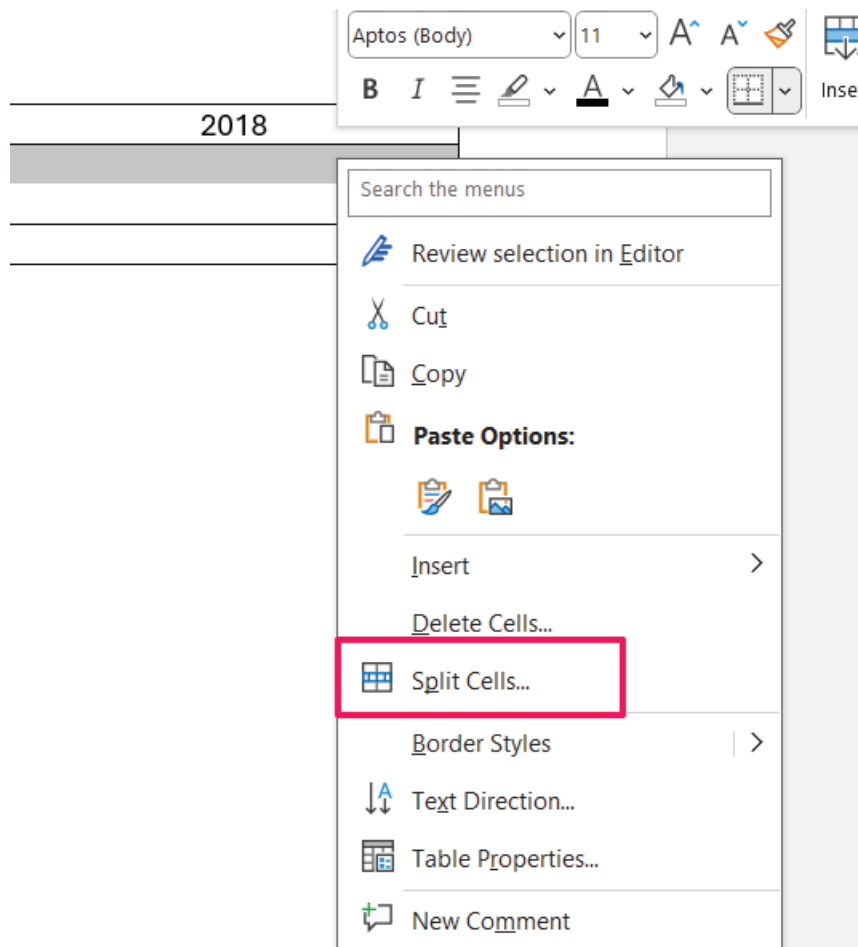 Aptos (Body) 11 A A
B I A Inse
2018
Search the menus
Review selection in Editor
Cut
Copy
Paste Options:
Insert
Delete Cells...
Split Cells...
Border Styles
Text Direction...
Table Properties...
New Comment